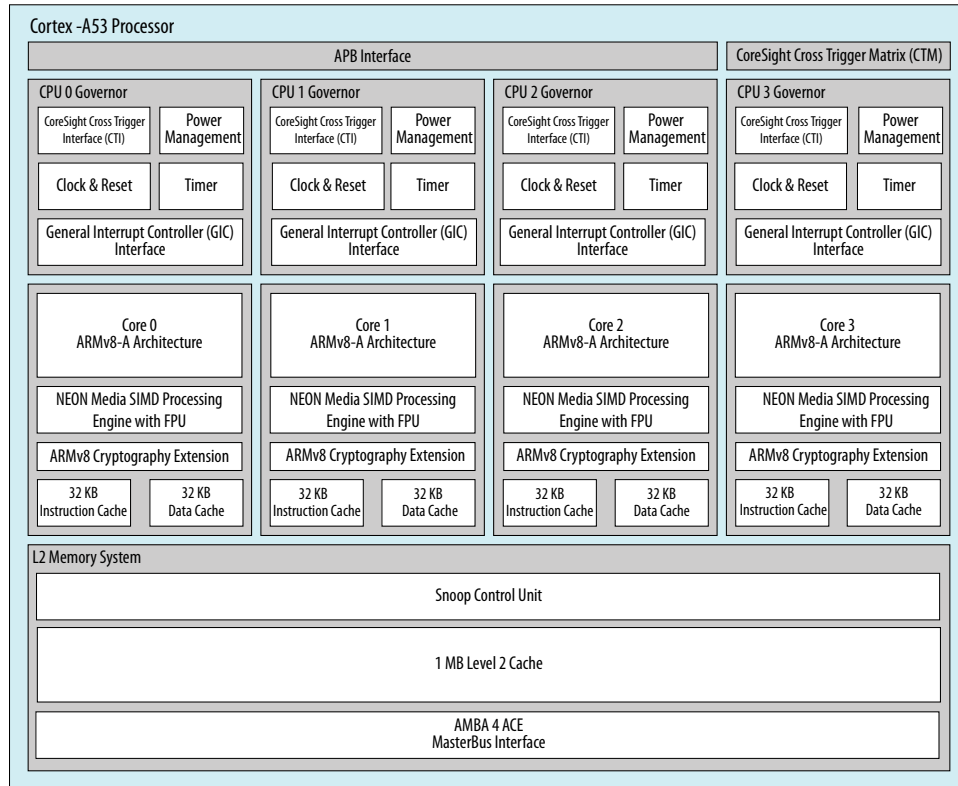 Cortex -A53 Processor
APB Interface
CoreSight Cross Trigger Matrix (CTM)
CPU 0 Governor
CoreSight Cross Trigger
Interface (CTI)
Power
Management
Clock & Reset
Timer
General Interrupt Controller (GIC)
Interface
CPU 1 Governor
CoreSight Cross Trigger
Interface (CTI)
Power
Management
Clock & Reset
Timer
General Interrupt Controller (GIC)
Interface
CPU 2 Governor
CoreSight Cross Trigger
Interface (CTI)
Power
Management
Clock & Reset
Timer
General Interrupt Controller (GIC)
Interface
CPU 3 Governor
CoreSight Cross Trigger
Interface (CTI)
Power
Management
Clock & Reset
Timer
General Interrupt Controller (GIC)
Interface
Core 0
ARMv8-A Architecture
NEON Media SIMD Processing
Engine with FPU
ARMv8 Cryptography Extension
32 KB
Instruction Cache
32 KB
Data Cache
Core 1
ARMv8-A Architecture
NEON Media SIMD Processing
Engine with FPU
ARMv8 Cryptography Extension
32 KB
Instruction Cache
32 KB
Data Cache
Core 2
ARMv8-A Architecture
NEON Media SIMD Processing
Engine with FPU
ARMv8 Cryptography Extension
32 KB
Instruction Cache
32 KB
Data Cache
Core 3
ARMv8-A Architecture
NEON Media SIMD Processing
Engine with FPU
ARMv8 Cryptography Extension
32 KB
Instruction Cache
32 KB
Data Cache
L2 Memory System
Snoop Control Unit
1 MB Level 2 Cache
AMBA 4 ACE
MasterBus Interface